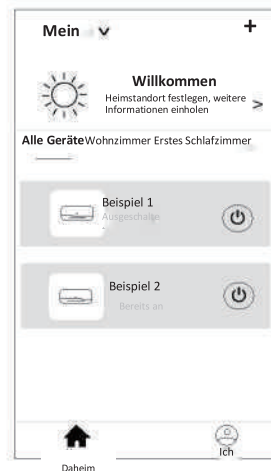 Mein
+
Willkommen
Heimstandort festlegen, weitere
Informationen einholen
>
Alle Geräte Wohnzimmer Erstes Schlafzimmer
Beispiel 1
Ausgeschalte
Beispiel 2
Bereits an
Ich
Daheim